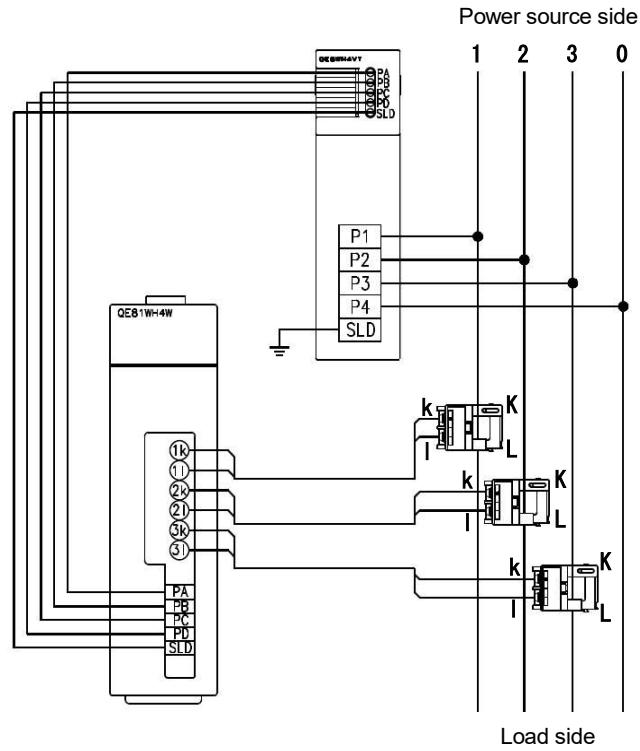 Power source side
1 2 3 0
QE8WH4VT
PA
PB
PC
PD
SLD
P1
P2
P3
P4
SLD
QE81WH4W
k K
l L
1k
1l
k K
2k
2l
l L
3k
3l
k K
l L
PA
PB
PC
PD
SLD
Load side